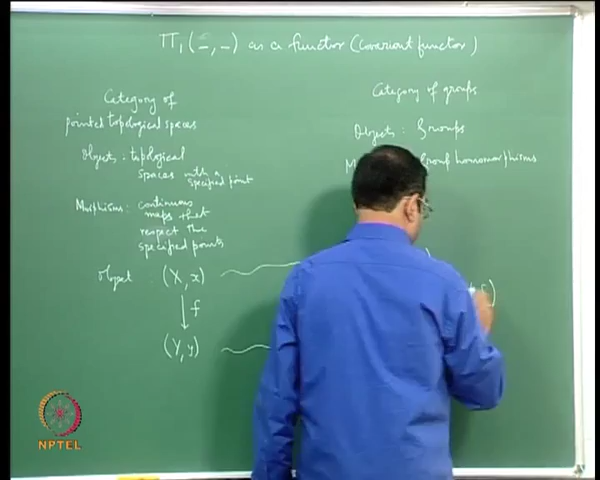 Π₁(–, –) as a functor (covariant functor)
Category of
pointed topological spaces
Objects : topological
spaces with a
specified point
Morphisms: continuous
maps that
respect the
specified points
Object (X, x)
f
(Y, y)
Category of groups
Objects : Groups
Group homomorphisms
NPTEL